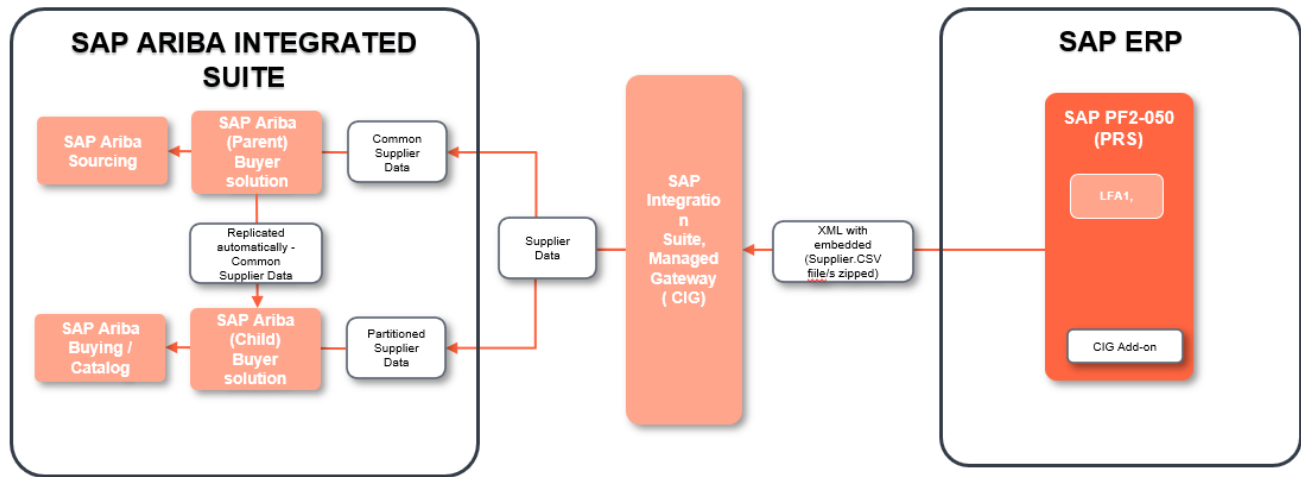 SAP ARIBA INTEGRATED
SUITE
SAP Ariba
Sourcing
SAP Ariba
(Parent)
Buyer
solution
Common
Supplier
Data
Replicated
automatically -
Common
Supplier Data
SAP Ariba
Buying /
Catalog
SAP Ariba
(Child)
Buyer
solution
Partitioned
Supplier
Data
Supplier
Data
SAP
Integratio
n
Suite,
Managed
Gateway
( CIG)
XML with
embedded
(Supplier.CSV
fiile/s zipped)
SAP ERP
SAP PF2-050
(PRS)
LFA1,
CIG Add-on